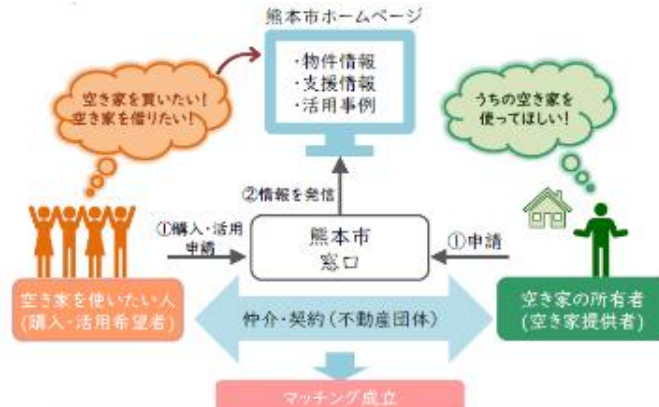 熊本市ホームページ
・物件情報
・支援情報
・活用事例
空き家を買いたい!
空き家を借りたい!
うちの空き家を
使ってほしい!
②情報を発信
①購入・活用
申請
熊本市
窓口
①申請
空き家を使いたい人
(購入・活用希望者)
仲介・契約(不動産団体)
空き家の所有者
(空き家提供者)
マッチング成立